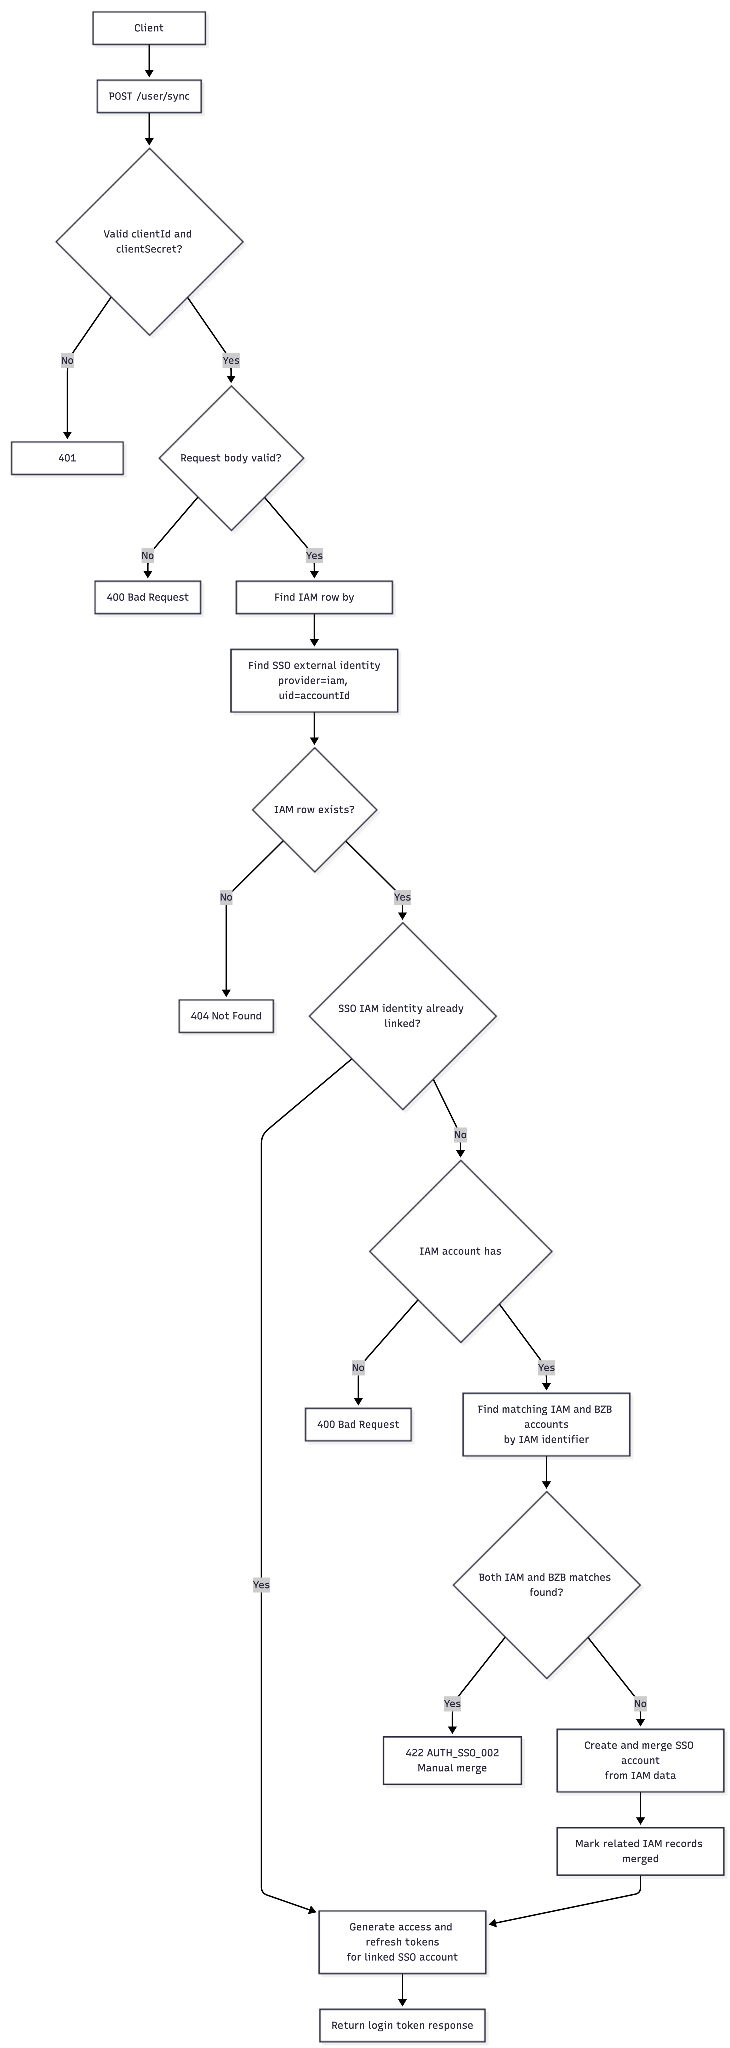 Client
POST /user/sync
Valid clientId and
clientSecret?
No
Yes
401
Request body valid?
No
Yes
400 Bad Request
Find IAM row by
Find SSO external identity
provider=iam,
uid=accountId
IAM row exists?
No
Yes
404 Not Found
SSO IAM identity already
linked?
No
IAM account has
No
Yes
400 Bad Request
Find matching IAM and BZB
accounts
by IAM identifier
Both IAM and BZB matches
found?
Yes
Yes
No
422 AUTH_SSO_002
Manual merge
Create and merge SSO
account
from IAM data
Mark related IAM records
merged
Generate access and
refresh tokens
for linked SSO account
Return login token response